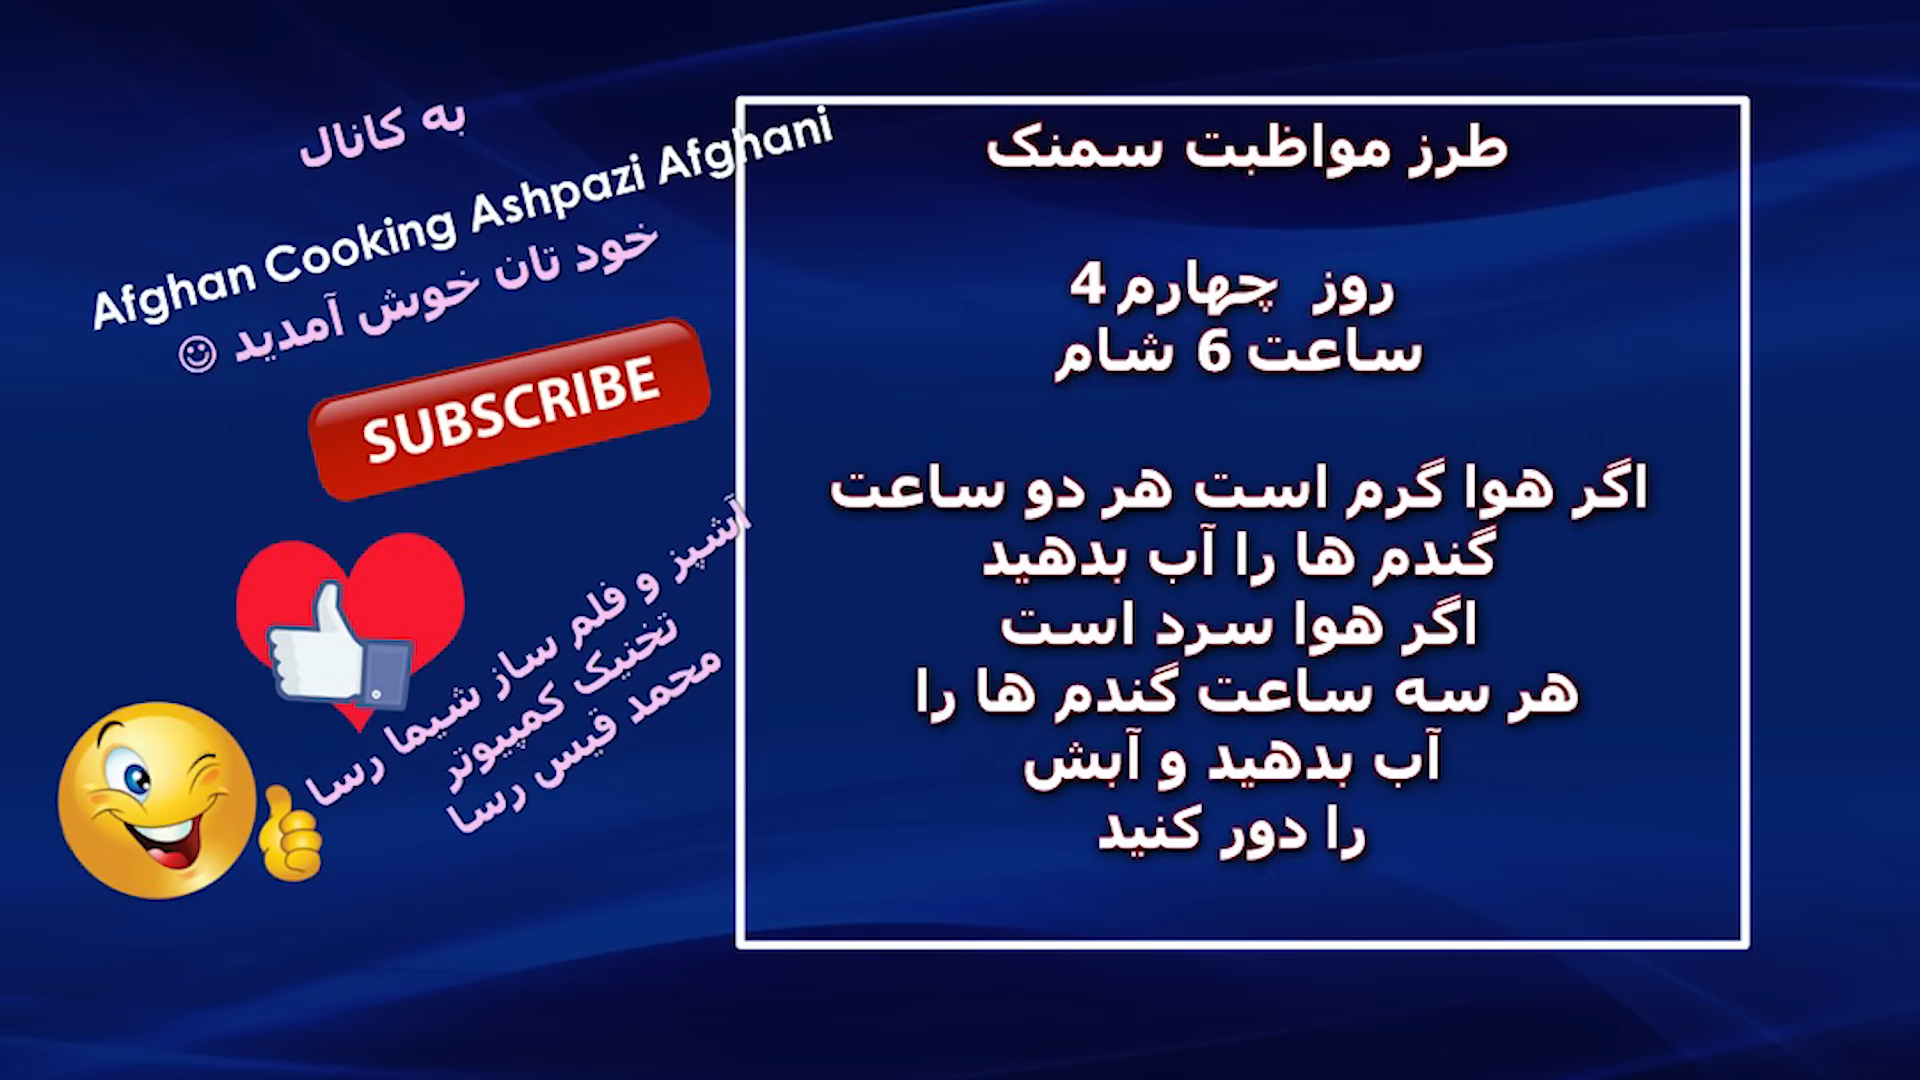 به کانال
Afghan Cooking Ashpazi Afghani
خود تان خوش آمدید ☺
SUBSCRIBE
آشپز و فلم ساز شیما رسا
تخنیک کمپیوتر
محمد قیس رسا
طرز مواظبت سمنک
روز چهارم 4
ساعت 6 شام
اگر هوا گرم است هر دو ساعت
گندم ها را آب بدهید
اگر هوا سرد است
هر سه ساعت گندم ها را
آب بدهید و آبش
را دور کنید